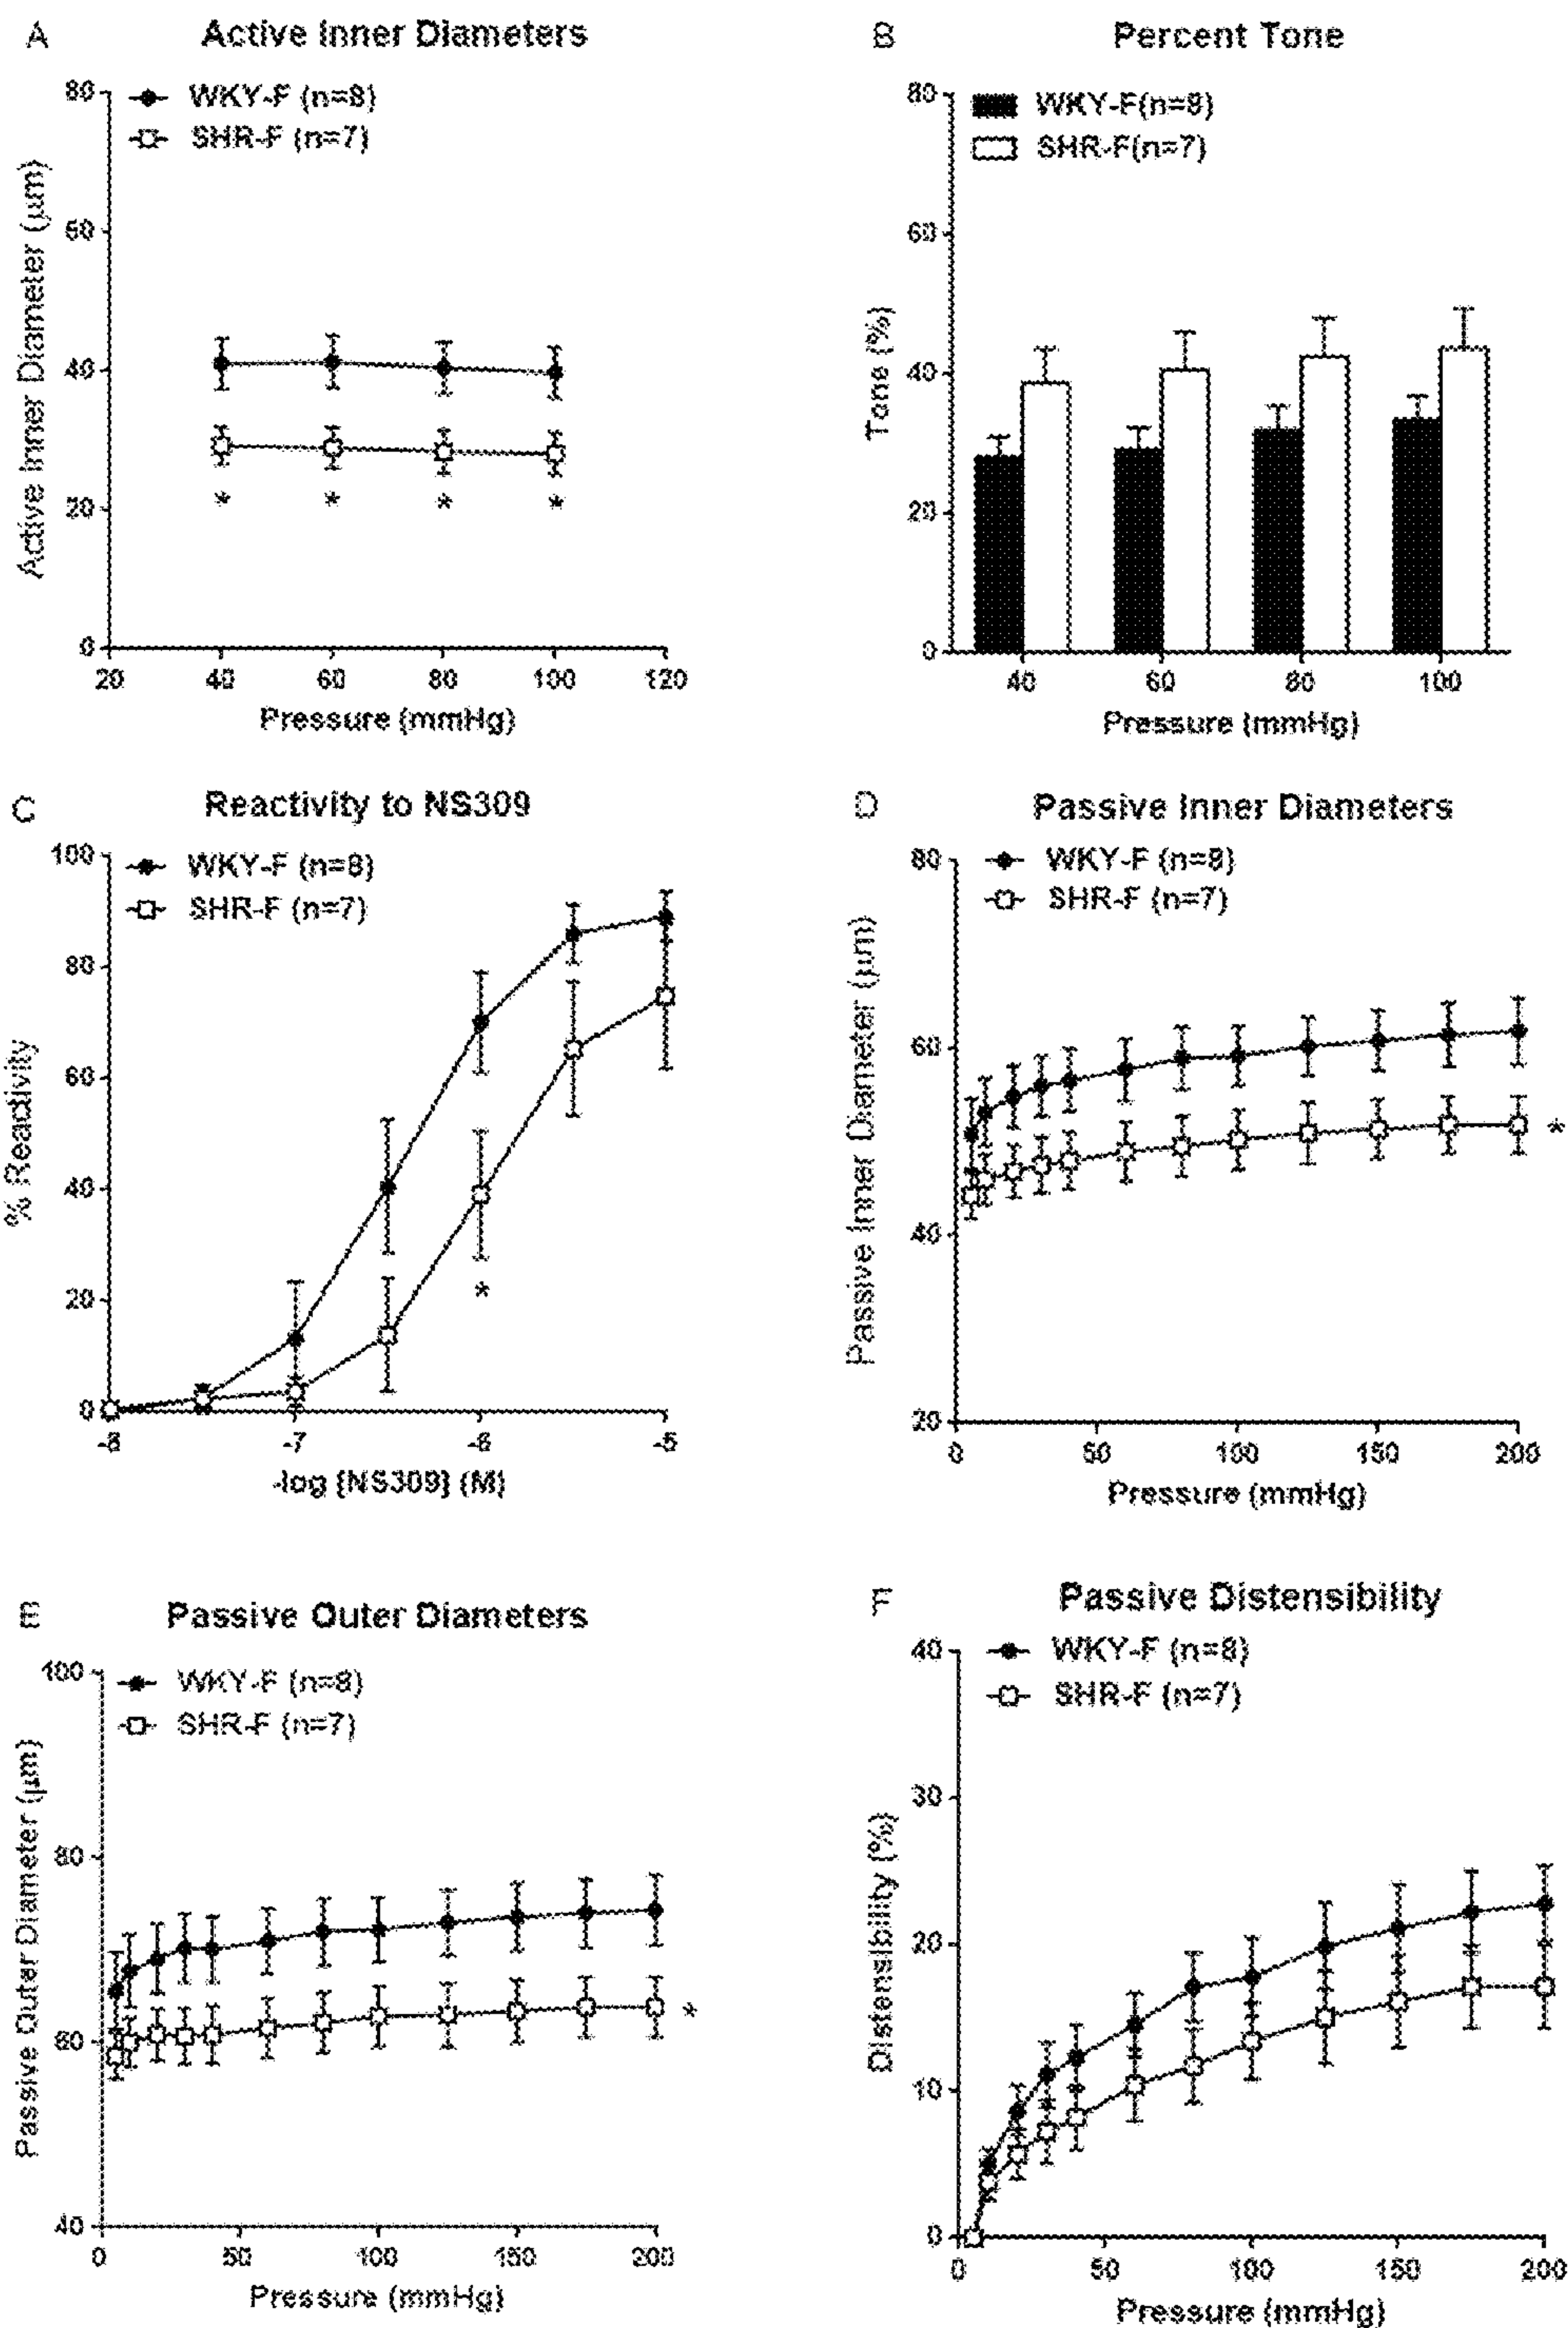 A Active Inner Diameters
WKY-F (n=8)
SHR-F (n=7)
80
60
40
20
0
Active Inner Diameter (μm)
* * * *
20 40 60 80 100 120
Pressure (mmHg)
B Percent Tone
WKY-F(n=8)
SHR-F(n=7)
80
60
40
20
0
Tone (%)
40 60 80 100
Pressure (mmHg)
C Reactivity to NS309
WKY-F (n=8)
SHR-F (n=7)
100
80
60
40
20
0
% Reactivity
*
-8 -7 -6 -5
-log [NS309] (M)
D Passive Inner Diameters
WKY-F (n=8)
SHR-F (n=7)
80
60
40
20
Passive Inner Diameter (μm)
*
0 50 100 150 200
Pressure (mmHg)
E Passive Outer Diameters
WKY-F (n=8)
SHR-F (n=7)
100
80
60
40
Passive Outer Diameter (μm)
*
0 50 100 150 200
Pressure (mmHg)
F Passive Distensibility
WKY-F (n=8)
SHR-F (n=7)
40
30
20
10
0
Distensibility (%)
0 50 100 150 200
Pressure (mmHg)